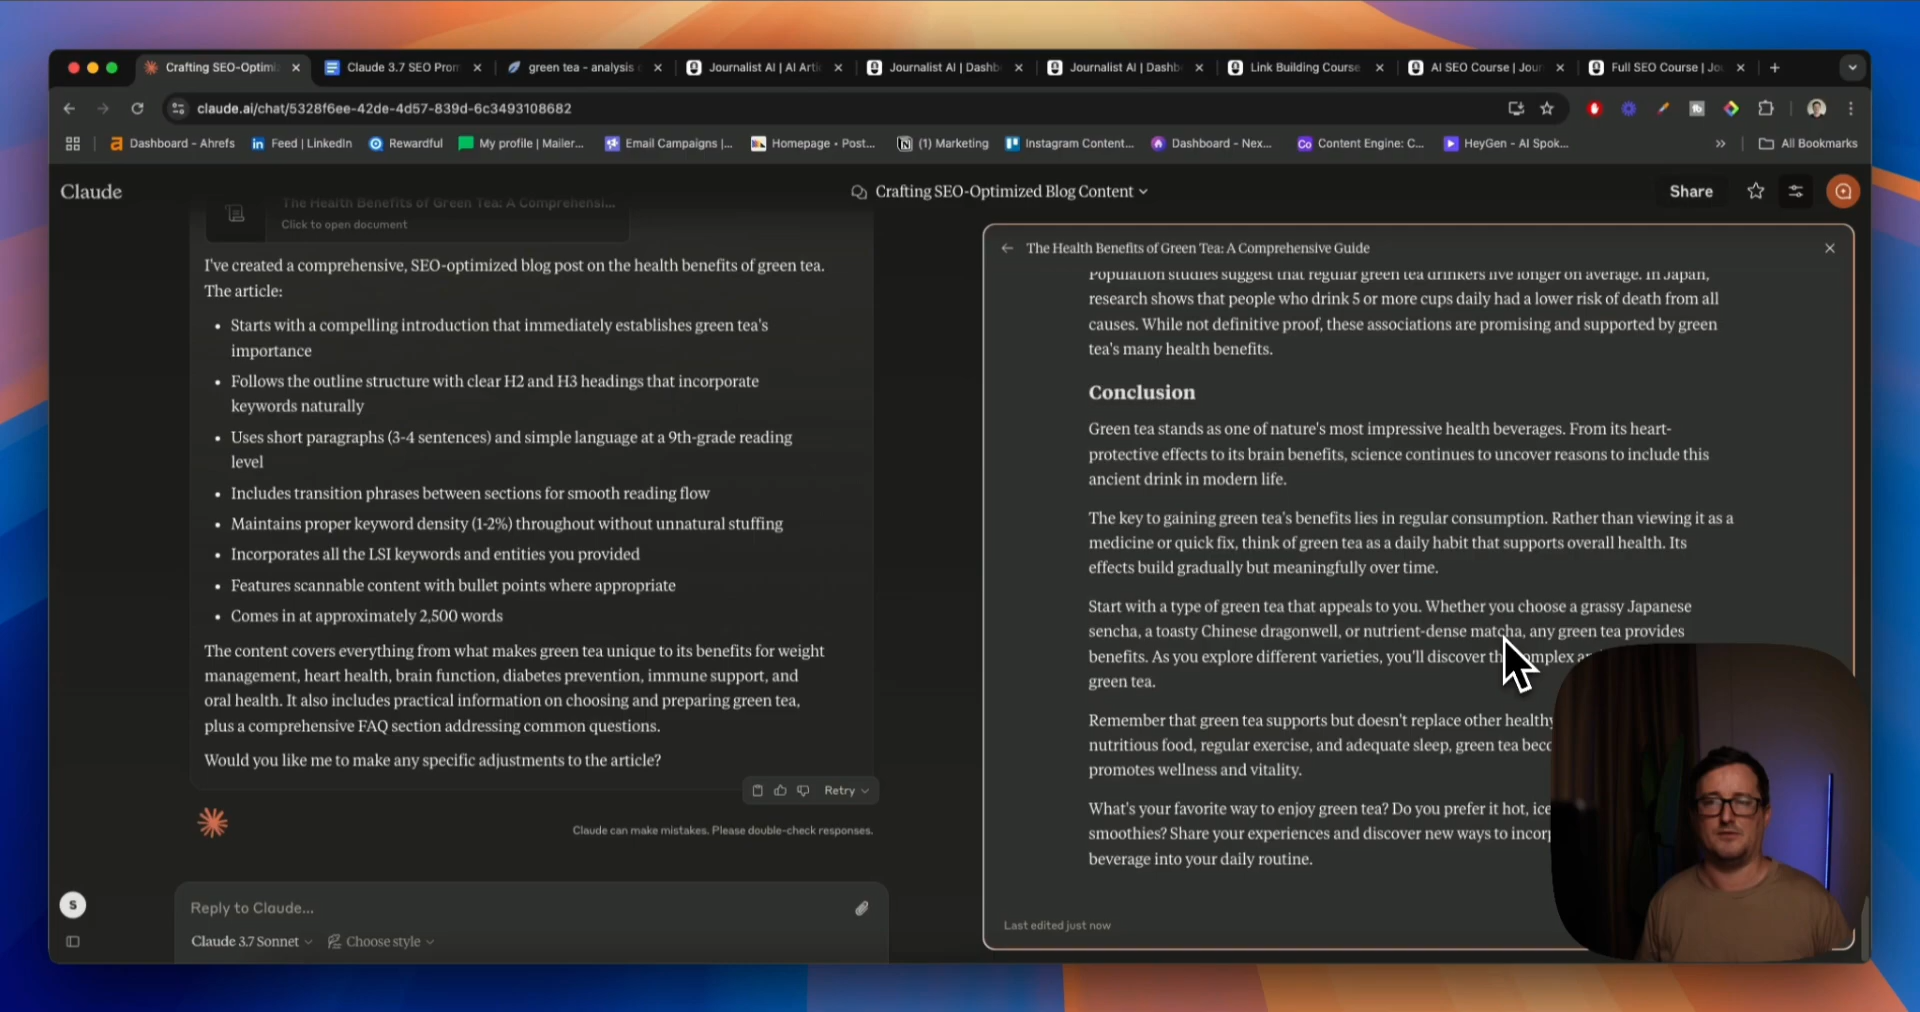 Crafting SEO-Optimi
Claude 3.7 SEO Pron
green tea - analysis
Journalist AI | AI Arti
Journalist AI | Dashb
Journalist AI | Dashb
Link Building Course
AI SEO Course | Jour
Full SEO Course | Jo
claude.ai/chat/5328f6ee-42de-4d57-839d-6c3493108682
Dashboard - Ahrefs
Feed | LinkedIn
Rewardful
My profile | Mailer...
Email Campaigns |...
Homepage • Post...
(1) Marketing
Instagram Content...
Dashboard - Nex...
Content Engine: C...
HeyGen - AI Spok...
All Bookmarks
Claude
Crafting SEO-Optimized Blog Content
Share
The Health Benefits of Green Tea: A Comprehensi...
Click to open document
I've created a comprehensive, SEO-optimized blog post on the health benefits of green tea.
The article:
• Starts with a compelling introduction that immediately establishes green tea's
importance
• Follows the outline structure with clear H2 and H3 headings that incorporate
keywords naturally
• Uses short paragraphs (3-4 sentences) and simple language at a 9th-grade reading
level
• Includes transition phrases between sections for smooth reading flow
• Maintains proper keyword density (1-2%) throughout without unnatural stuffing
• Incorporates all the LSI keywords and entities you provided
• Features scannable content with bullet points where appropriate
• Comes in at approximately 2,500 words
The content covers everything from what makes green tea unique to its benefits for weight
management, heart health, brain function, diabetes prevention, immune support, and
oral health. It also includes practical information on choosing and preparing green tea,
plus a comprehensive FAQ section addressing common questions.
Would you like me to make any specific adjustments to the article?
Retry
Claude can make mistakes. Please double-check responses.
S
Reply to Claude...
Claude 3.7 Sonnet
Choose style
The Health Benefits of Green Tea: A Comprehensive Guide
Population studies suggest that regular green tea drinkers live longer on average. In Japan,
research shows that people who drink 5 or more cups daily had a lower risk of death from all
causes. While not definitive proof, these associations are promising and supported by green
tea's many health benefits.
Conclusion
Green tea stands as one of nature's most impressive health beverages. From its heart-
protective effects to its brain benefits, science continues to uncover reasons to include this
ancient drink in modern life.
The key to gaining green tea's benefits lies in regular consumption. Rather than viewing it as a
medicine or quick fix, think of green tea as a daily habit that supports overall health. Its
effects build gradually but meaningfully over time.
Start with a type of green tea that appeals to you. Whether you choose a grassy Japanese
sencha, a toasty Chinese dragonwell, or nutrient-dense matcha, any green tea provides
benefits. As you explore different varieties, you'll discover th omplex
green tea.
Remember that green tea supports but doesn't replace other healthy
nutritious food, regular exercise, and adequate sleep, green tea beco
promotes wellness and vitality.
What's your favorite way to enjoy green tea? Do you prefer it hot, ice
smoothies? Share your experiences and discover new ways to incorp
beverage into your daily routine.
Last edited just now